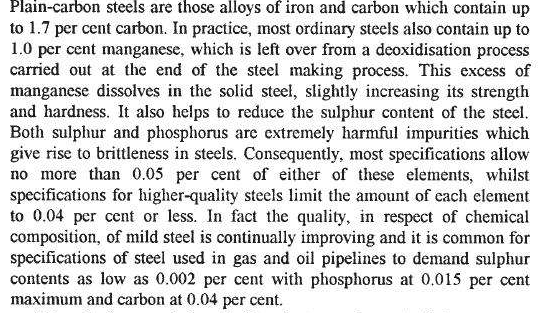 Plain-carbon steels are those alloys of iron and carbon which contain up
to 1.7 per cent carbon. In practice, most ordinary steels also contain up to
1.0 per cent manganese, which is left over from a deoxidisation process
carried out at the end of the steel making process. This excess of
manganese dissolves in the solid steel, slightly increasing its strength
and hardness. It also helps to reduce the sulphur content of the steel.
Both sulphur and phosphorus are extremely harmful impurities which
give rise to brittleness in steels. Consequently, most specifications allow
no more than 0.05 per cent of either of these elements, whilst
specifications for higher-quality steels limit the amount of each element
to 0.04 per cent or less. In fact the quality, in respect of chemical
composition, of mild steel is continually improving and it is common for
specifications of steel used in gas and oil pipelines to demand sulphur
contents as low as 0.002 per cent with phosphorus at 0.015 per cent
maximum and carbon at 0.04 per cent.